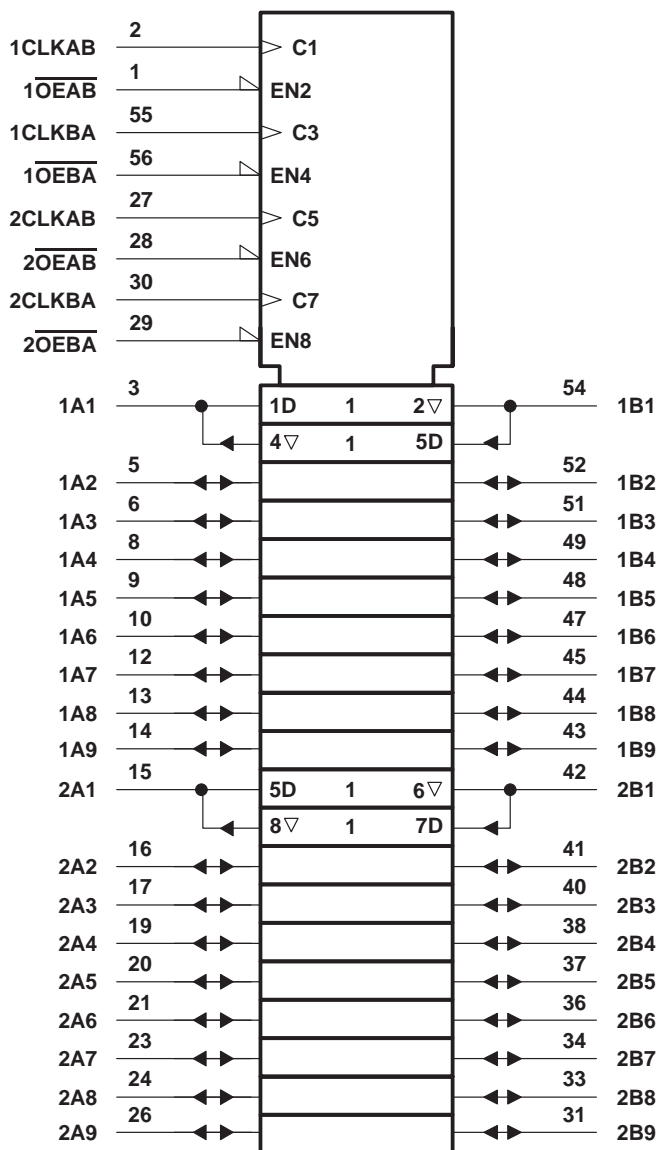 1CLKAB 2 C1
1O̅E̅A̅B̅ 1 EN2
1CLKBA 55 C3
1O̅E̅B̅A̅ 56 EN4
2CLKAB 27 C5
2O̅E̅A̅B̅ 28 EN6
2CLKBA 30 C7
2O̅E̅B̅A̅ 29 EN8
1A1 3 1D 1 2▽ 54 1B1
4▽ 1 5D
1A2 5 52 1B2
1A3 6 51 1B3
1A4 8 49 1B4
1A5 9 48 1B5
1A6 10 47 1B6
1A7 12 45 1B7
1A8 13 44 1B8
1A9 14 43 1B9
2A1 15 5D 1 6▽ 42 2B1
8▽ 1 7D
2A2 16 41 2B2
2A3 17 40 2B3
2A4 19 38 2B4
2A5 20 37 2B5
2A6 21 36 2B6
2A7 23 34 2B7
2A8 24 33 2B8
2A9 26 31 2B9